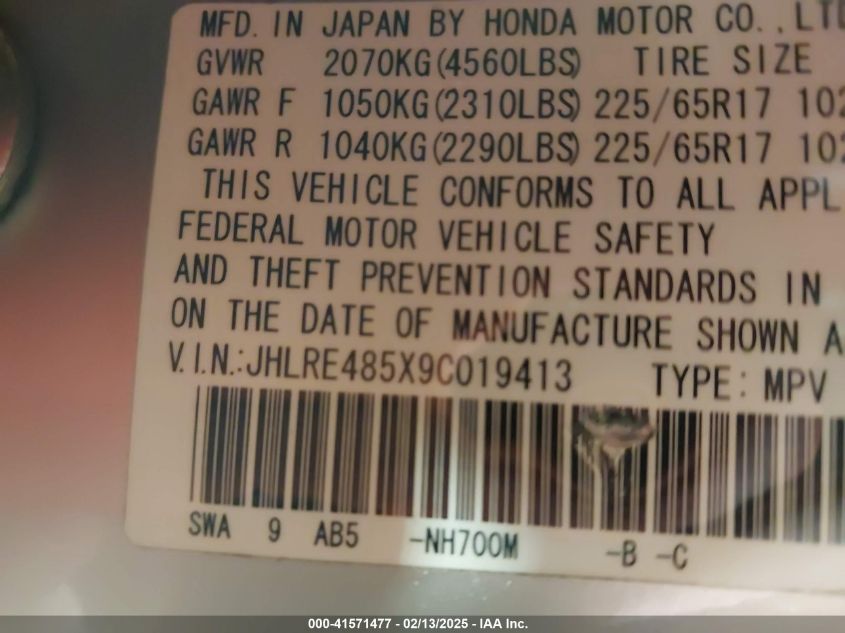 MFD. IN JAPAN BY HONDA MOTOR CO., LTD
GVWR 2070KG(4560LBS) TIRE SIZE
GAWR F 1050KG(2310LBS) 225/65R17 102
GAWR R 1040KG(2290LBS) 225/65R17 102
THIS VEHICLE CONFORMS TO ALL APPL
FEDERAL MOTOR VEHICLE SAFETY
AND THEFT PREVENTION STANDARDS IN
ON THE DATE OF MANUFACTURE SHOWN A
V.I.N.:JHLRE485X9C019413 TYPE: MPV
SWA 9 AB5 -NH700M -B -C
000-41571477 - 02/13/2025 - IAA Inc.